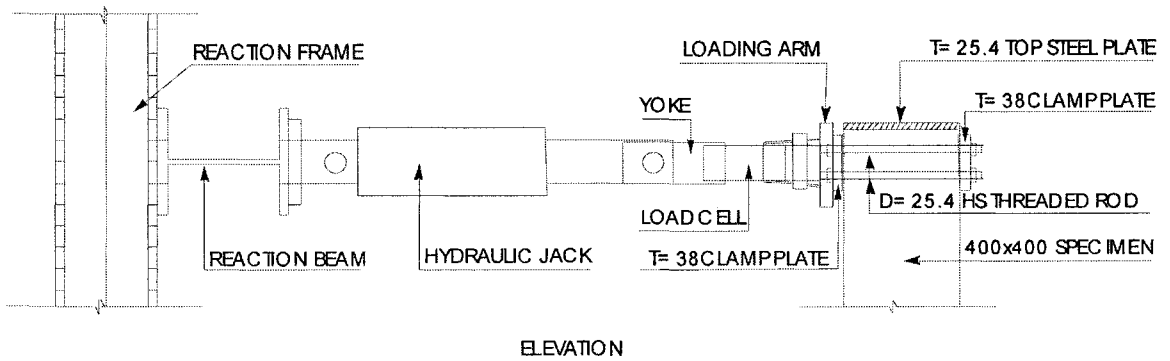 REACTION FRAME
LOADING ARM
T= 25.4 TOP STEEL PLATE
T= 38 CLAMP PLATE
YOKE
D= 25.4 HS THREADED ROD
LOAD CELL
REACTION BEAM
HYDRAULIC JACK
T= 38 CLAMP PLATE
400x400 SPECIMEN
ELEVATION